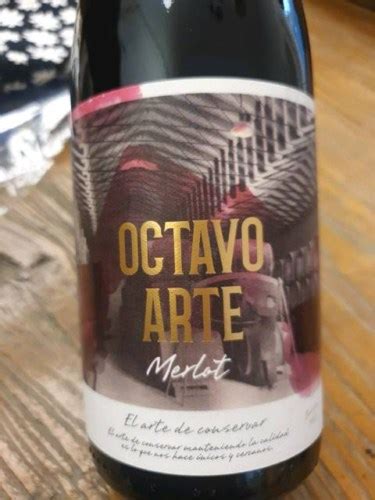 OCTAVO
ARTE
Merlot
El arte de conservar
El arte de conservar manteniendo la calidad
es lo que nos hace únicos y cercanos.